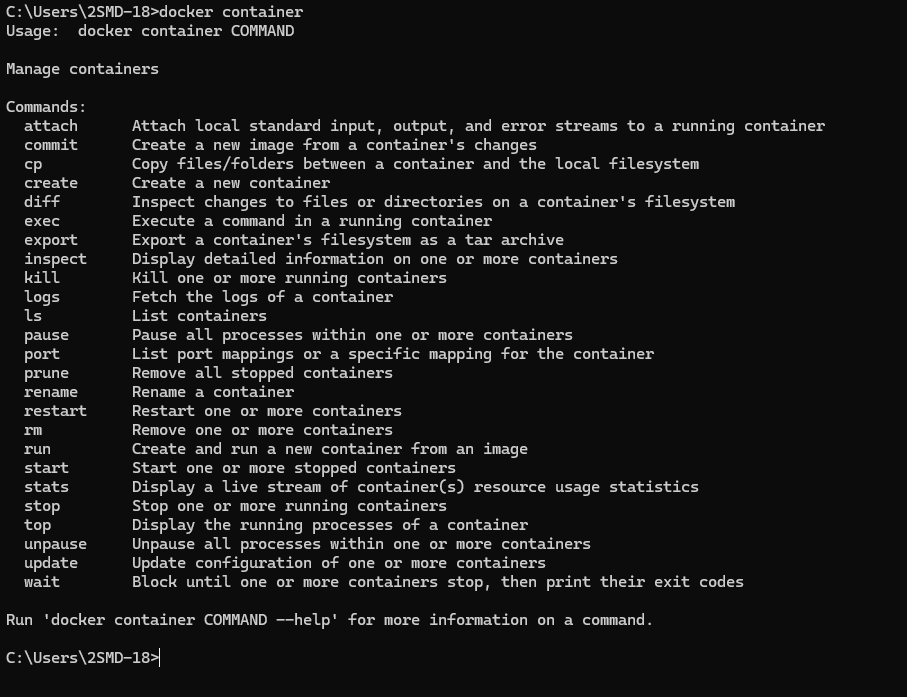 C:\Users\2SMD-18>docker container
Usage:  docker container COMMAND

Manage containers

Commands:
  attach      Attach local standard input, output, and error streams to a running container
  commit      Create a new image from a container's changes
  cp          Copy files/folders between a container and the local filesystem
  create      Create a new container
  diff        Inspect changes to files or directories on a container's filesystem
  exec        Execute a command in a running container
  export      Export a container's filesystem as a tar archive
  inspect     Display detailed information on one or more containers
  kill        Kill one or more running containers
  logs        Fetch the logs of a container
  ls          List containers
  pause       Pause all processes within one or more containers
  port        List port mappings or a specific mapping for the container
  prune       Remove all stopped containers
  rename      Rename a container
  restart     Restart one or more containers
  rm          Remove one or more containers
  run         Create and run a new container from an image
  start       Start one or more stopped containers
  stats       Display a live stream of container(s) resource usage statistics
  stop        Stop one or more running containers
  top         Display the running processes of a container
  unpause     Unpause all processes within one or more containers
  update      Update configuration of one or more containers
  wait        Block until one or more containers stop, then print their exit codes

Run 'docker container COMMAND --help' for more information on a command.

C:\Users\2SMD-18>